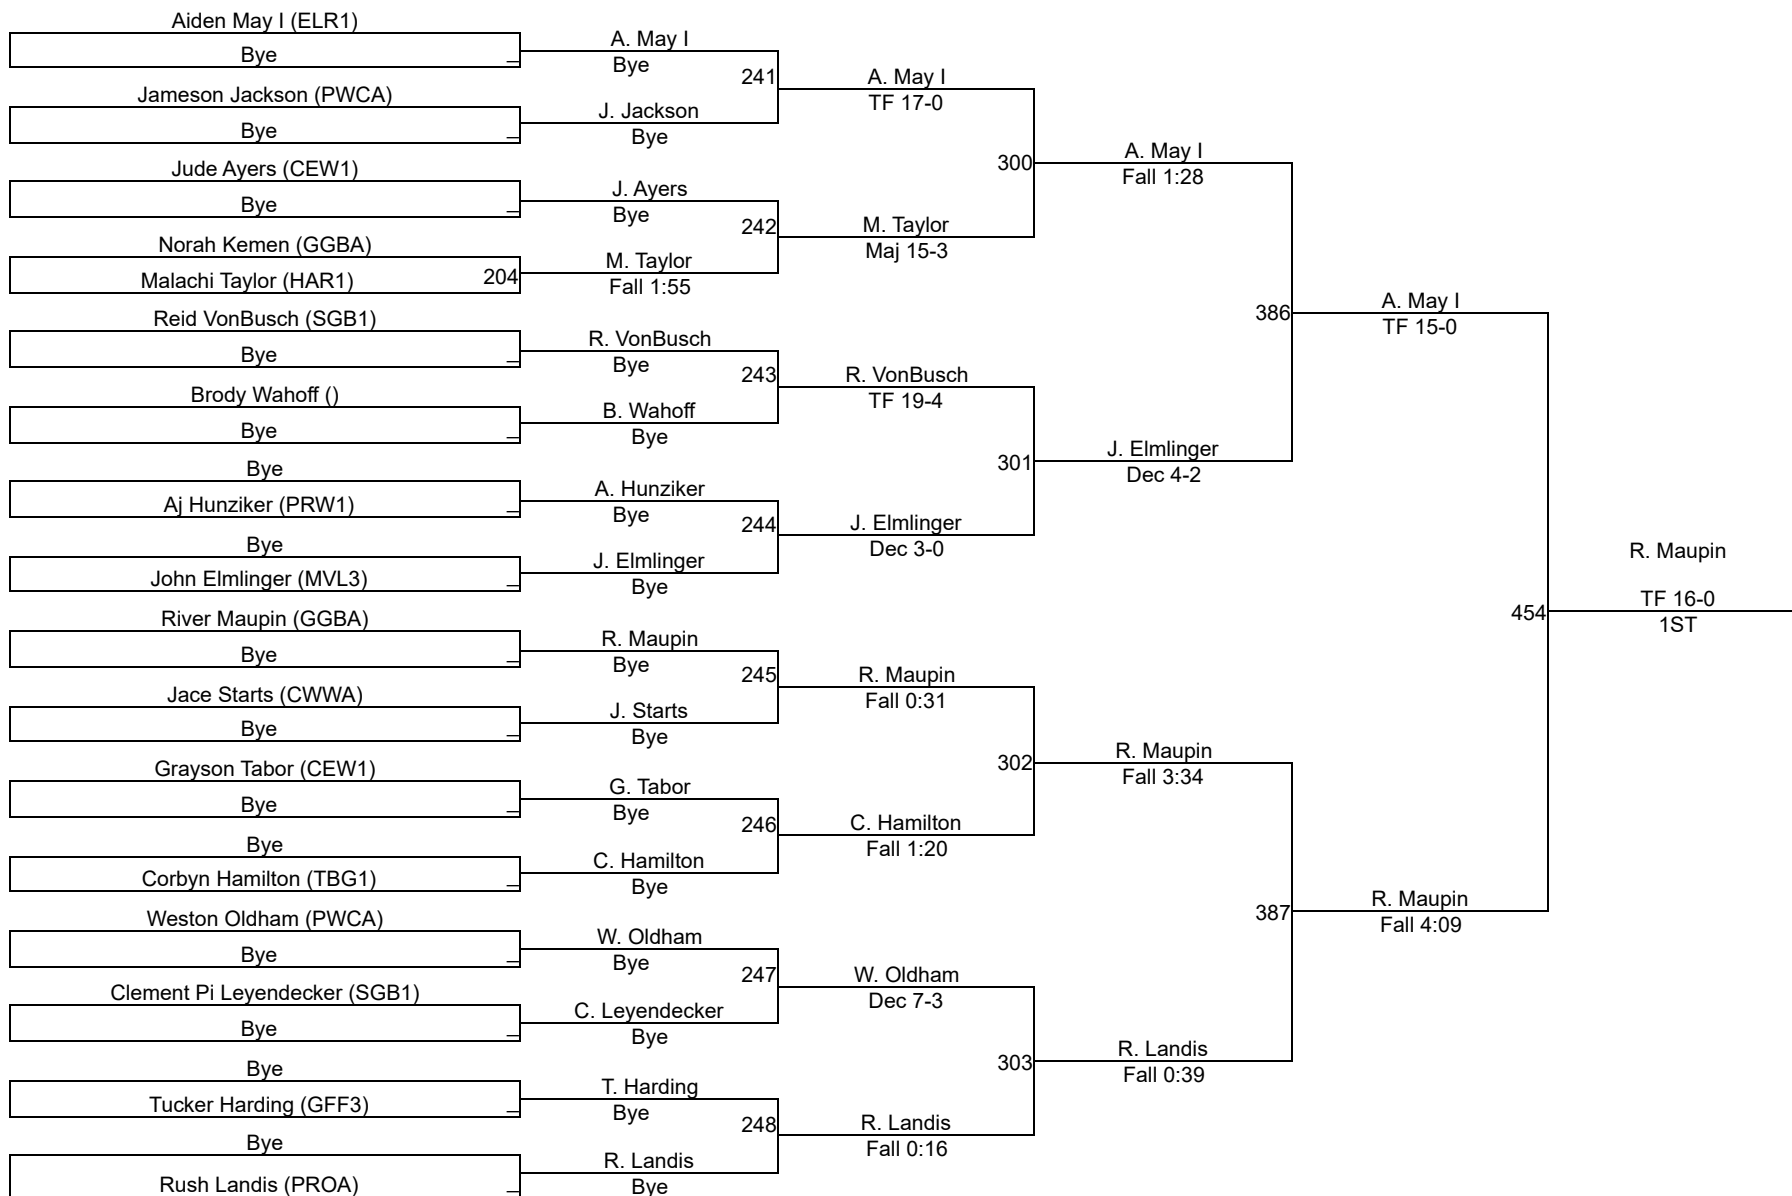 Aiden May I (ELR1)
Bye
Jameson Jackson (PWCA)
Bye
Jude Ayers (CEW1)
Bye
Norah Kemen (GGBA)
Malachi Taylor (HAR1) 204
Reid VonBusch (SGB1)
Bye
Brody Wahoff ()
Bye
Bye
Aj Hunziker (PRW1)
Bye
John Elmlinger (MVL3)
River Maupin (GGBA)
Bye
Jace Starts (CWWA)
Bye
Grayson Tabor (CEW1)
Bye
Bye
Corbyn Hamilton (TBG1)
Weston Oldham (PWCA)
Bye
Clement Pi Leyendecker (SGB1)
Bye
Bye
Tucker Harding (GFF3)
Bye
Rush Landis (PROA)
A. May I
Bye
241
J. Jackson
Bye
J. Ayers
Bye
242
M. Taylor
Fall 1:55
R. VonBusch
Bye
243
B. Wahoff
Bye
A. Hunziker
Bye
244
J. Elmlinger
Bye
R. Maupin
Bye
245
J. Starts
Bye
G. Tabor
Bye
246
C. Hamilton
Bye
W. Oldham
Bye
247
C. Leyendecker
Bye
T. Harding
Bye
248
R. Landis
Bye
A. May I
TF 17-0
300
M. Taylor
Maj 15-3
R. VonBusch
TF 19-4
301
J. Elmlinger
Dec 3-0
R. Maupin
Fall 0:31
302
C. Hamilton
Fall 1:20
W. Oldham
Dec 7-3
303
R. Landis
Fall 0:16
A. May I
Fall 1:28
386
J. Elmlinger
Dec 4-2
R. Maupin
Fall 3:34
387
R. Landis
Fall 0:39
A. May I
TF 15-0
454
R. Maupin
Fall 4:09
R. Maupin
TF 16-0
1ST